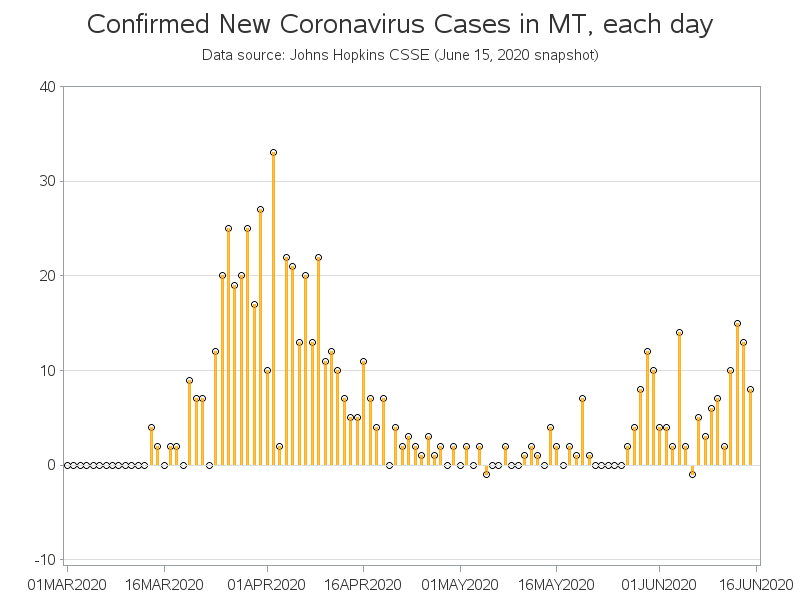 Confirmed New Coronavirus Cases in MT, each day
Data source: Johns Hopkins CSSE (June 15, 2020 snapshot)
40
30
20
10
0
-10
01MAR2020 16MAR2020 01APR2020 16APR2020 01MAY2020 16MAY2020 01JUN2020 16JUN2020